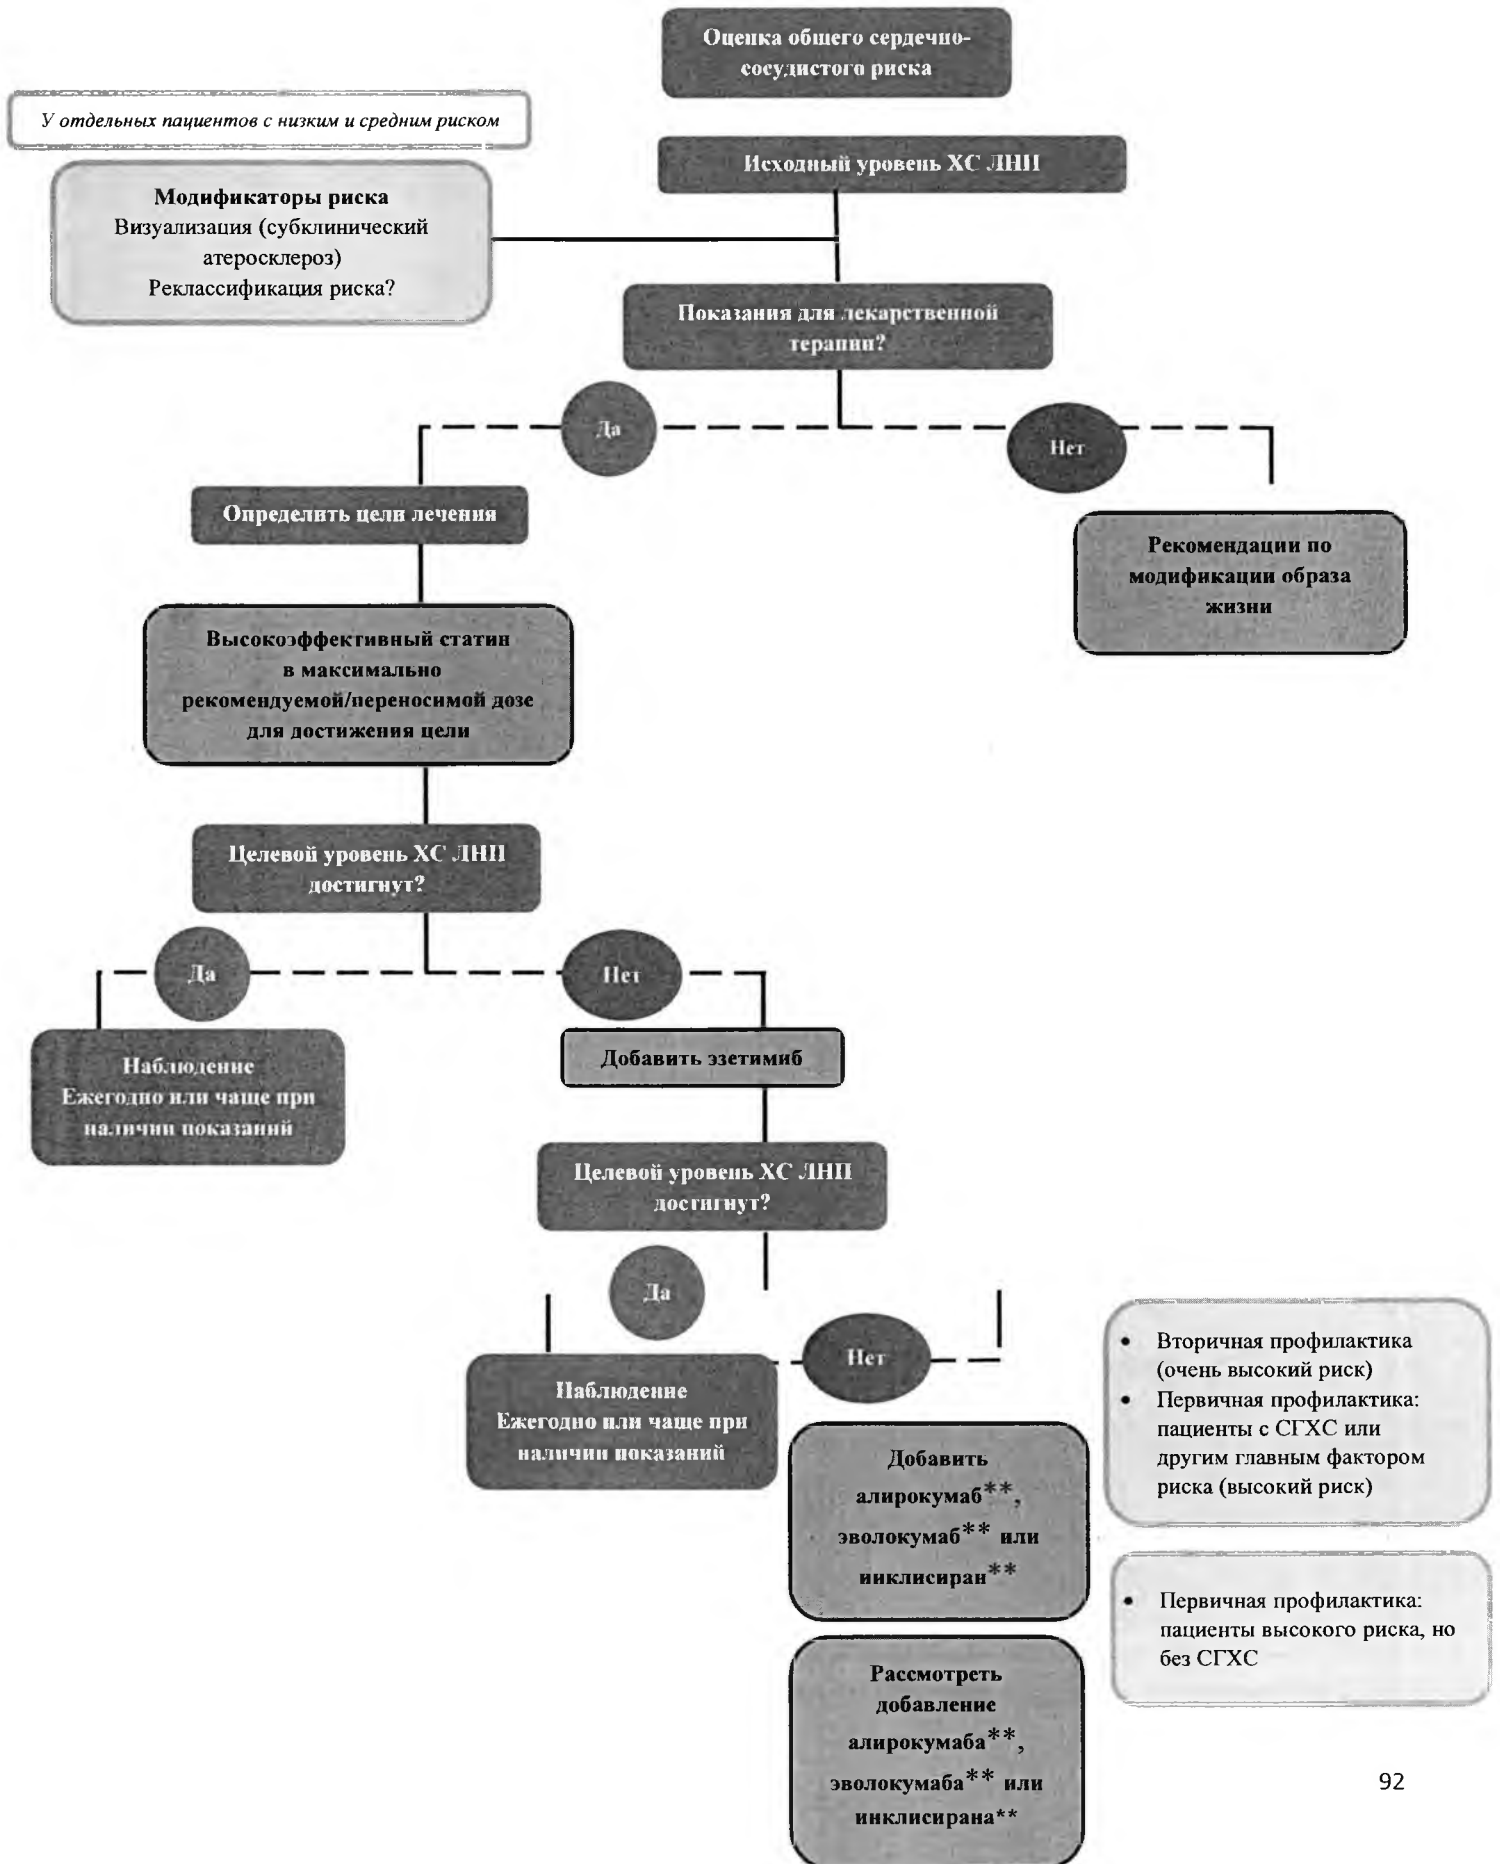 Оценка общего сердечно-
сосудистого риска
У отдельных пациентов с низким и средним риском
Исходный уровень ХС ЛНП
Модификаторы риска
Визуализация (субклинический
атеросклероз)
Реклассификация риска?
Показания для лекарственной
терапии?
Да
Нет
Определить цели лечения
Рекомендации по
модификации образа
жизни
Высокоэффективный статин
в максимально
рекомендуемой/переносимой дозе
для достижения цели
Целевой уровень ХС ЛНП
достигнут?
Да
Нет
Наблюдение
Ежегодно или чаще при
наличии показаний
Добавить эзетимиб
Целевой уровень ХС ЛНП
достигнут?
Да
Нет
Наблюдение
Ежегодно или чаще при
наличии показаний
• Вторичная профилактика
(очень высокий риск)
• Первичная профилактика:
пациенты с СГХС или
другим главным фактором
риска (высокий риск)
Добавить
алирокумаб**,
эволокумаб** или
инклисиран**
• Первичная профилактика:
пациенты высокого риска, но
без СГХС
Рассмотреть
добавление
алирокумаба**,
эволокумаба** или
инклисирана**
92